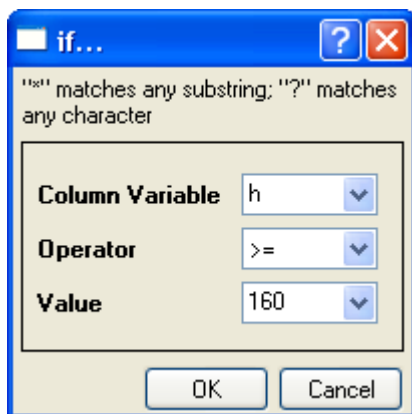 if...
"*" matches any substring; "?" matches
any character
Column Variable h
Operator >=
Value 160
OK Cancel